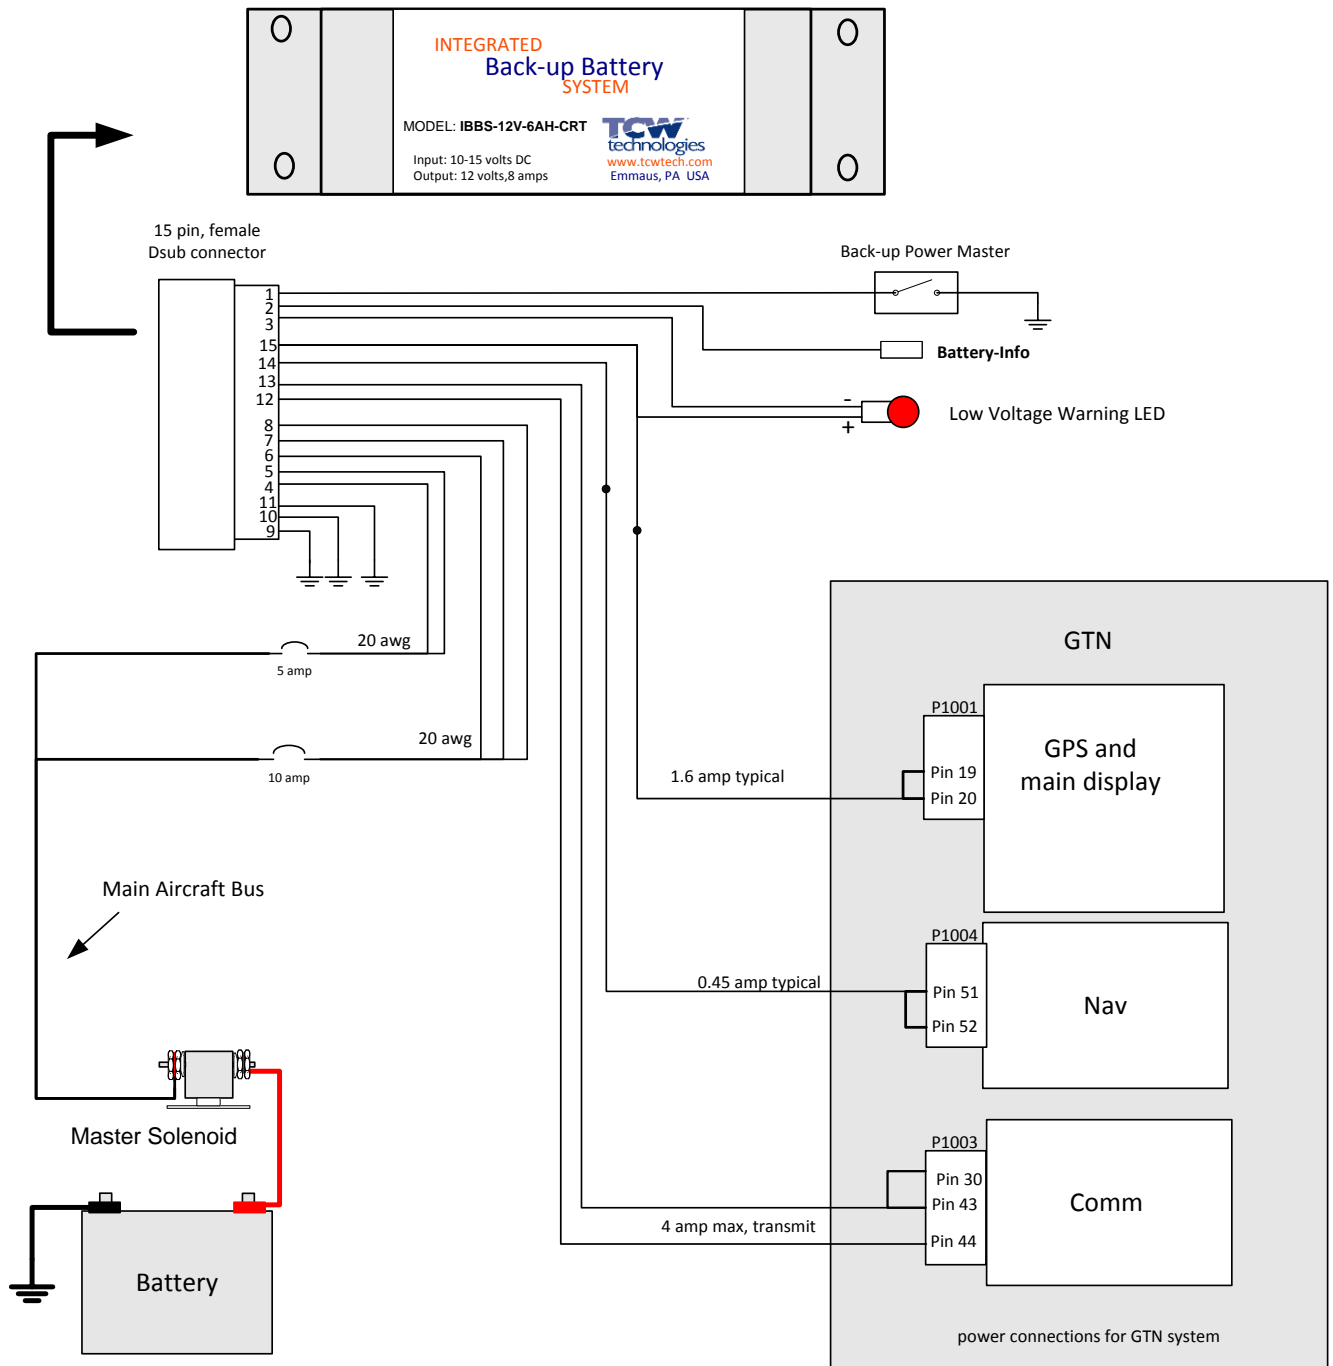 INTEGRATED
Back-up Battery
SYSTEM
MODEL: IBBS-12V-6AH-CRT
TCW
technologies
www.tcwtech.com
Emmaus, PA USA
Input: 10-15 volts DC
Output: 12 volts,8 amps
15 pin, female
Dsub connector
1
2
3
15
14
13
12
8
7
6
5
4
11
10
9
Back-up Power Master
Battery-Info
-
+
Low Voltage Warning LED
20 awg
5 amp
20 awg
10 amp
Main Aircraft Bus
Master Solenoid
Battery
GTN
P1001
Pin 19
Pin 20
GPS and
main display
1.6 amp typical
P1004
Pin 51
Pin 52
Nav
0.45 amp typical
P1003
Pin 30
Pin 43
Pin 44
Comm
4 amp max, transmit
power connections for GTN system